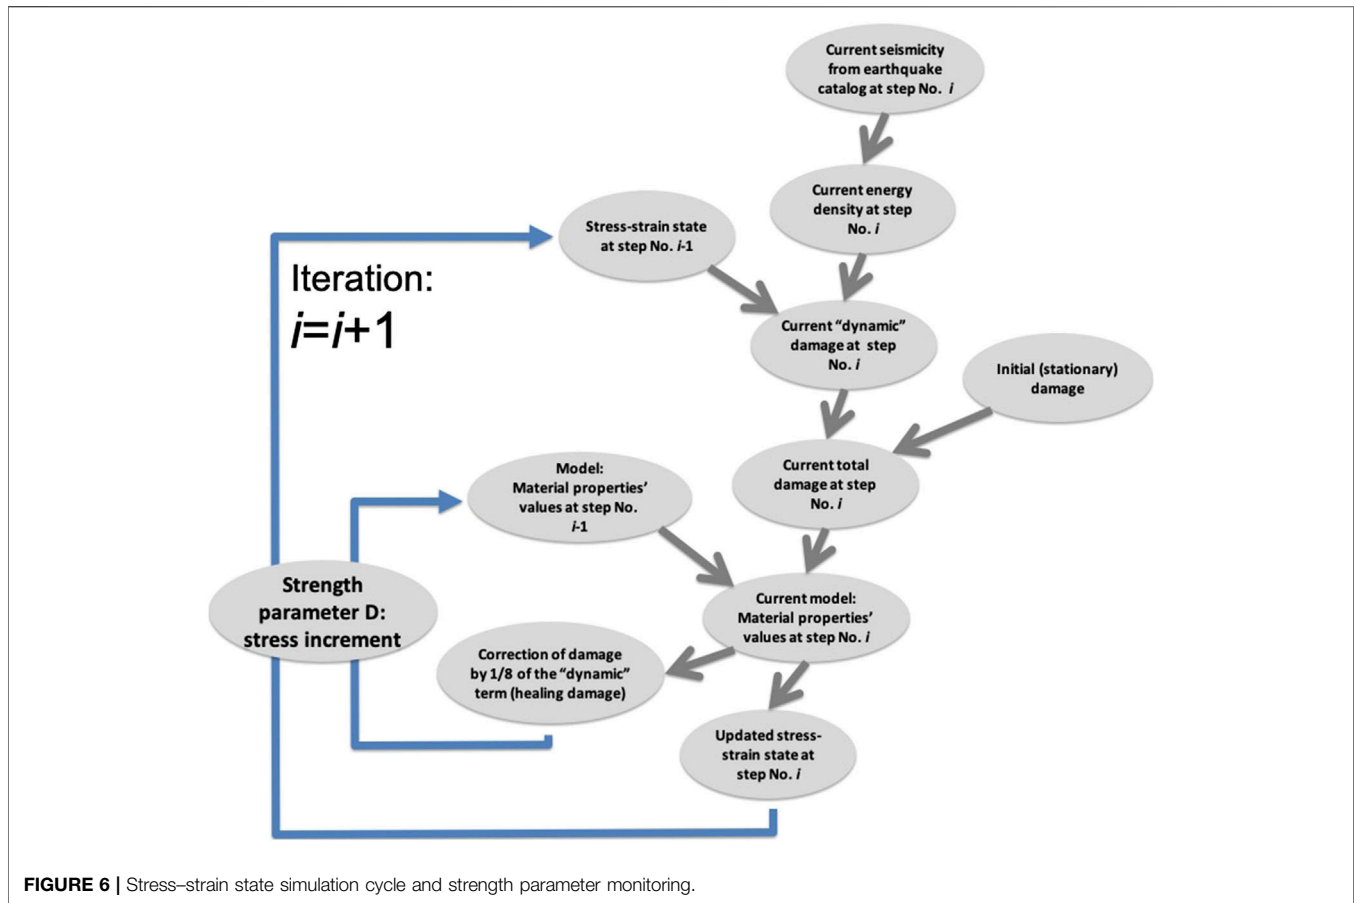 Current seismicity
from earthquake
catalog at step No. i
Current energy
density at step
No. i
Stress-strain state
at step No. i-1
Iteration:
i=i+1
Current “dynamic”
damage at step
No. i
Initial (stationary)
damage
Current total
damage at step
No. i
Model:
Material properties’
values at step No.
i-1
Strength
parameter D:
stress increment
Current model:
Material properties’
values at step No. i
Correction of damage
by 1/8 of the “dynamic”
term (healing damage)
Updated stress-
strain state at
step No. i
FIGURE 6 | Stress–strain state simulation cycle and strength parameter monitoring.